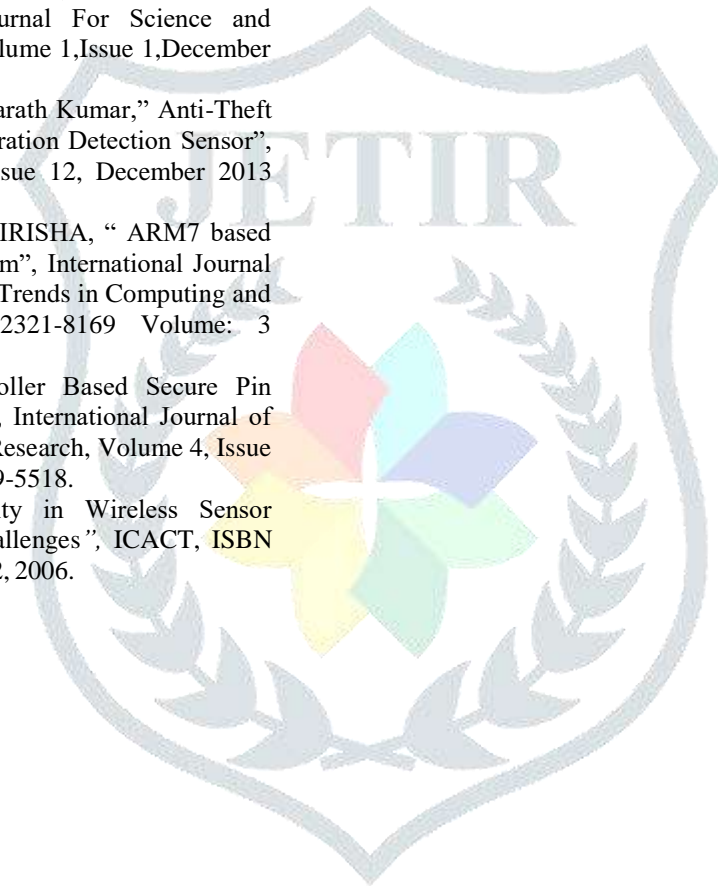 urnal For Science and
lume 1,Issue 1,December
arath Kumar,” Anti-Theft
ration Detection Sensor”,
sue 12, December 2013
IRISHA, “ ARM7 based
m”, International Journal
Trends in Computing and
2321-8169 Volume: 3
oller Based Secure Pin
, International Journal of
Research, Volume 4, Issue
9-5518.
ty in Wireless Sensor
allenges”, ICACT, ISBN
2, 2006.
JETIR